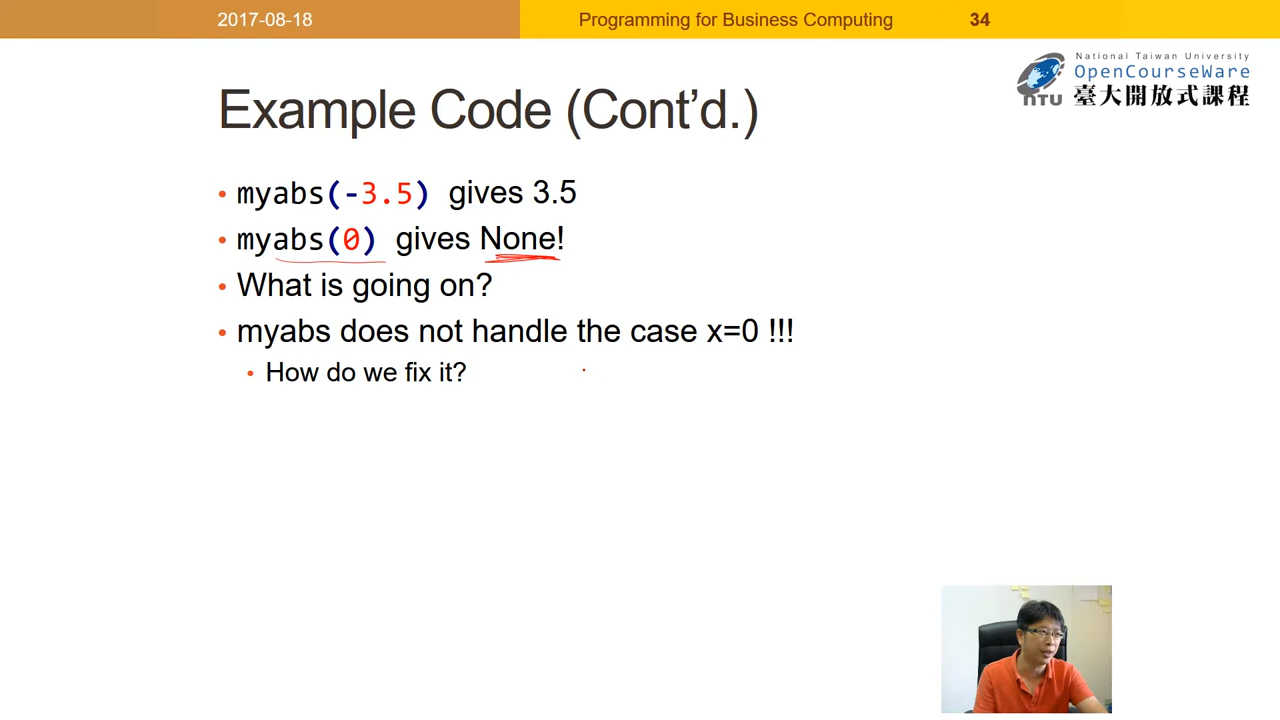 2017-08-18
Programming for Business Computing
34
National Taiwan University
OpenCourseWare
臺大開放式課程
NTU
Example Code (Cont’d.)
• myabs(-3.5) gives 3.5
• myabs(0) gives None!
• What is going on?
• myabs does not handle the case x=0 !!!
• How do we fix it?